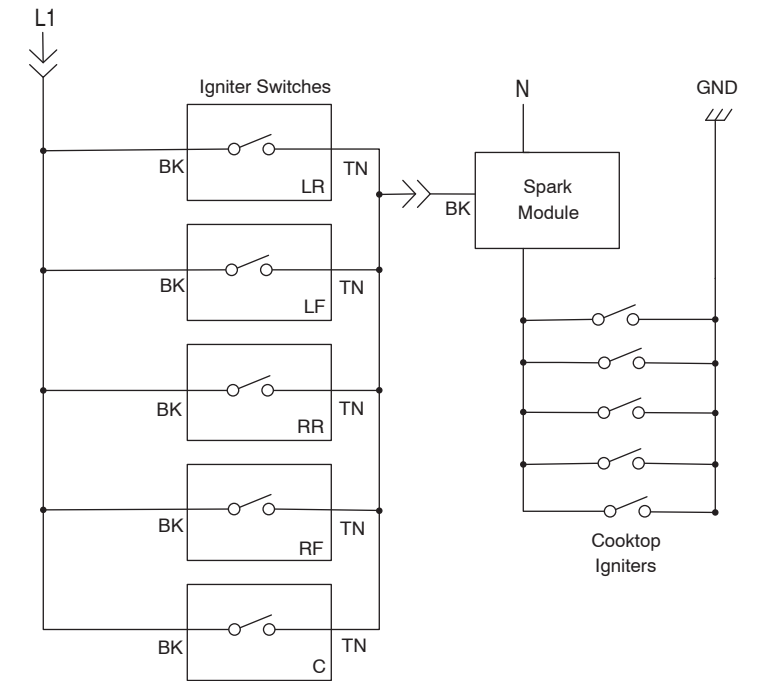 L1
Igniter Switches
N
GND
BK
TN
LR
BK
Spark
Module
BK
TN
LF
BK
TN
RR
BK
TN
RF
Cooktop
Igniters
BK
TN
C